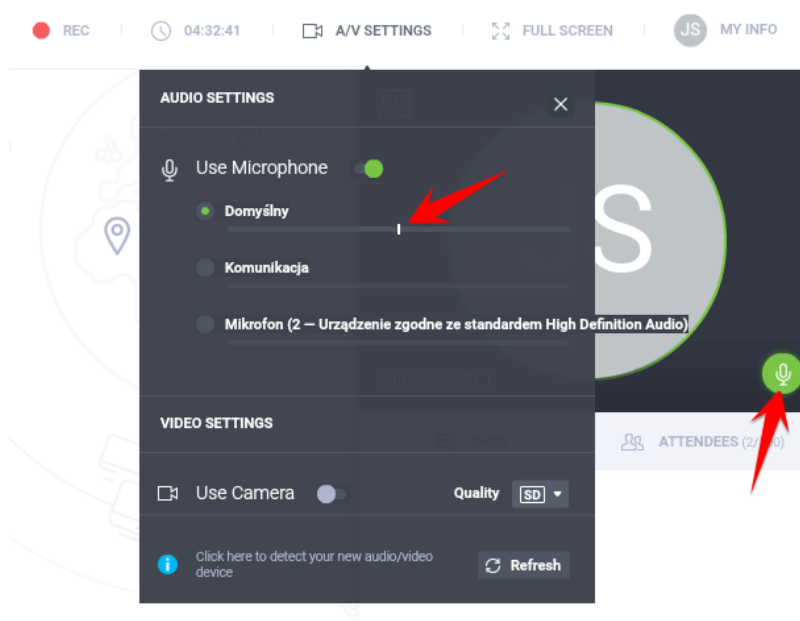 REC 04:32:41 A/V SETTINGS FULL SCREEN JS MY INFO
AUDIO SETTINGS
Use Microphone
Domyślny
JS
Komunikacja
Mikrofon (2 — Urządzenie zgodne ze standardem High Definition Audio)
VIDEO SETTINGS
CHAT
ATTENDEES (2/
Use Camera Quality SD
Click here to detect your new audio/video
device
Refresh